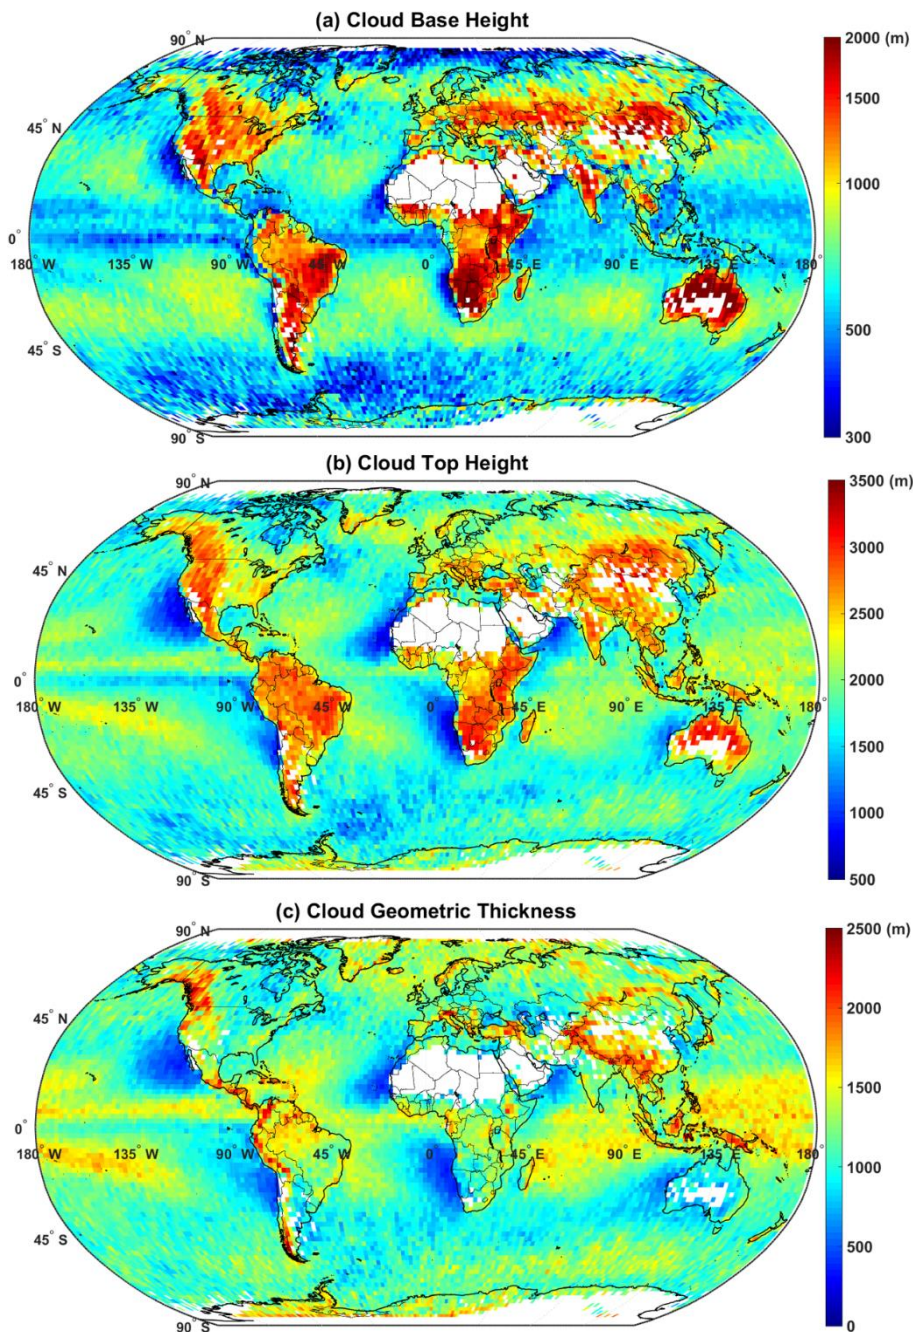 (a) Cloud Base Height
90° N
45° N
0°
180° W
135° W
90° W
45° W
0°
45° E
90° E
135° E
180°
45° S
90° S
2000 (m)
1500
1000
500
300
(b) Cloud Top Height
90° N
45° N
0°
180° W
135° W
90° W
45° W
0°
45° E
90° E
135° E
180°
45° S
90° S
3500 (m)
3000
2500
2000
1500
1000
500
(c) Cloud Geometric Thickness
90° N
45° N
0°
180° W
135° W
90° W
45° W
0°
45° E
90° E
135° E
180°
45° S
90° S
2500 (m)
2000
1500
1000
500
0